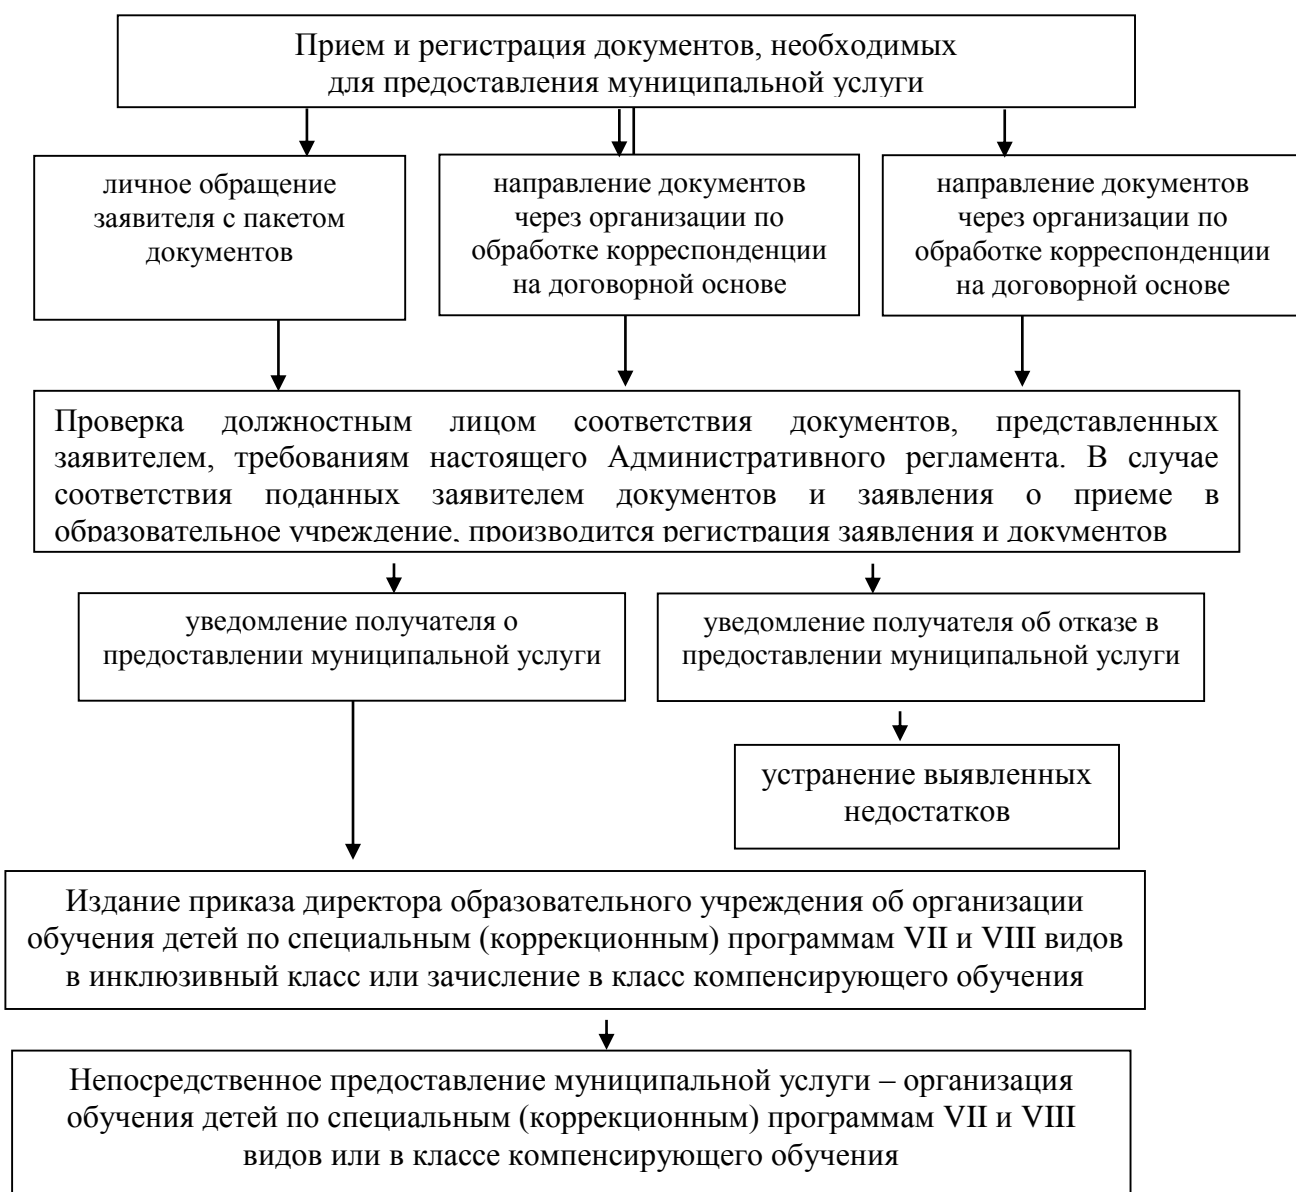 Прием и регистрация документов, необходимых
для предоставления муниципальной услуги
личное обращение
заявителя с пакетом
документов
направление документов
через организации по
обработке корреспонденции
на договорной основе
направление документов
через организации по
обработке корреспонденции
на договорной основе
Проверка должностным лицом соответствия документов, представленных
заявителем, требованиям настоящего Административного регламента. В случае
соответствия поданных заявителем документов и заявления о приеме в
образовательное учреждение, производится регистрация заявления и документов
уведомление получателя о
предоставлении муниципальной услуги
уведомление получателя об отказе в
предоставлении муниципальной услуги
устранение выявленных
недостатков
Издание приказа директора образовательного учреждения об организации
обучения детей по специальным (коррекционным) программам VII и VIII видов
в инклюзивный класс или зачисление в класс компенсирующего обучения
Непосредственное предоставление муниципальной услуги – организация
обучения детей по специальным (коррекционным) программам VII и VIII
видов или в классе компенсирующего обучения